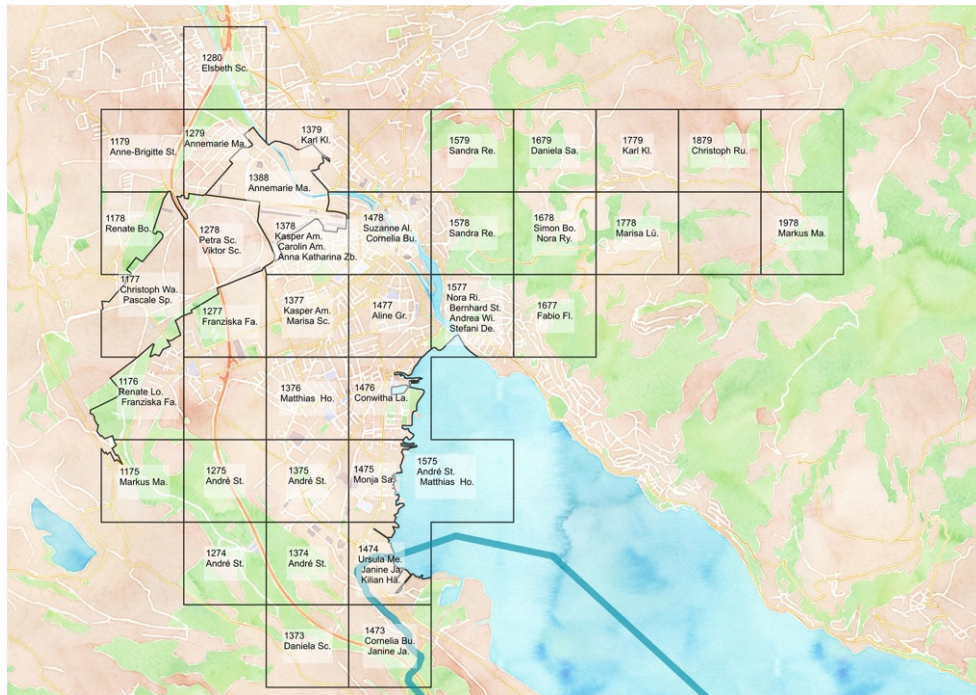 1280
Elsbeth Sc.
1179
Anne-Brigitte St.
1279
Annemarie Ma.
1379
Karl Kl.
1388
Annemarie Ma.
1579
Sandra Re.
1679
Daniela Sa.
1779
Karl Kl.
1879
Christoph Ru.
1178
Renate Bo.
1278
Petra Sc.
Viktor Sc.
1378
Kasper Am.
Carolin Am.
Anna Katharina Zb.
1478
Suzanne Al.
Cornelia Bu.
1578
Sandra Re.
1678
Simon Bo.
Nora Ry.
1778
Marisa Lü.
1978
Markus Ma.
1177
Christoph Wa.
Pascale Sp.
1277
Franziska Fa.
1377
Kasper Am.
Marisa Sc.
1477
Aline Gr.
1577
Nora Ri.
Bernhard St.
Andrea Wi.
Stefani De.
1677
Fabio Fl.
1176
Renate Lo.
Franziska Fa.
1376
Matthias Ho.
1476
Conwitha La.
1175
Markus Ma.
1275
André St.
1375
André St.
1475
Monja Sa.
1575
André St.
Matthias Ho.
1274
André St.
1374
André St.
1474
Ursula Me.
Janine Ja.
Kilian Hä.
1373
Daniela Sc.
1473
Cornelia Bu.
Janine Ja.